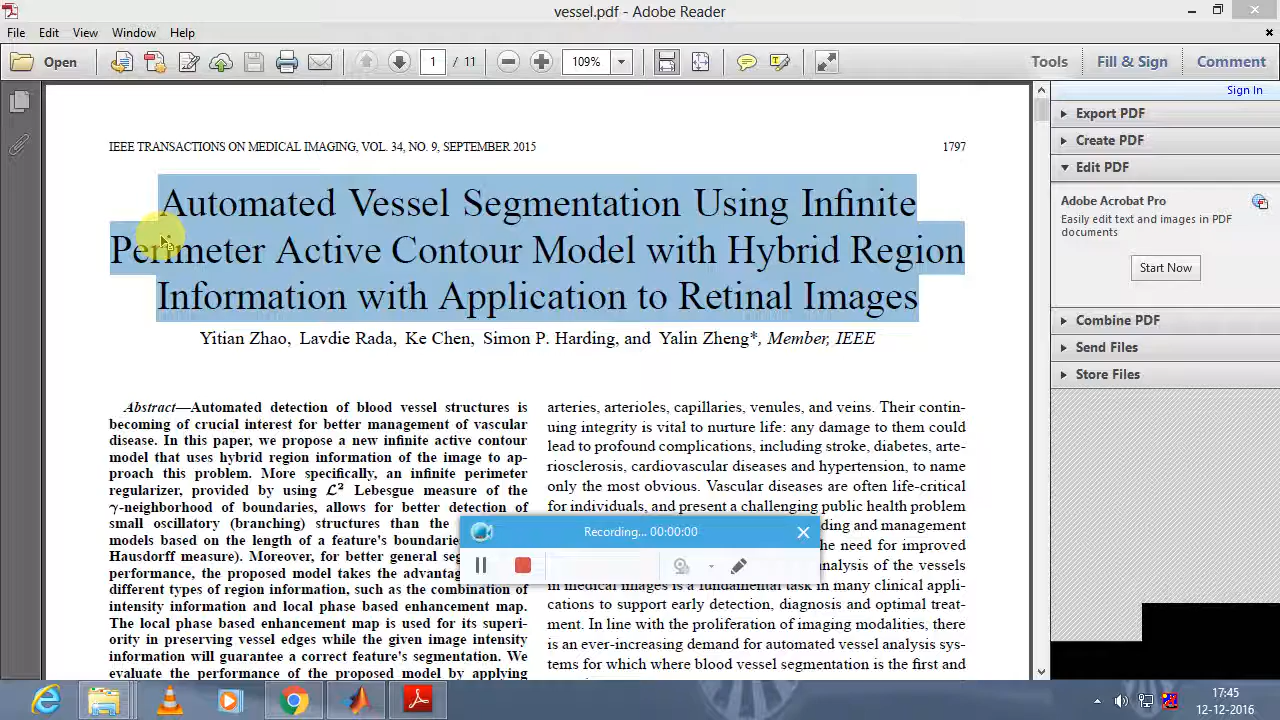 vessel.pdf - Adobe Reader
File Edit View Window Help
Open 1 / 11 109% Tools Fill & Sign Comment
Sign In
Export PDF
Create PDF
Edit PDF
Adobe Acrobat Pro
Easily edit text and images in PDF
documents
Start Now
Combine PDF
Send Files
Store Files
IEEE TRANSACTIONS ON MEDICAL IMAGING, VOL. 34, NO. 9, SEPTEMBER 2015 1797
Automated Vessel Segmentation Using Infinite
Perimeter Active Contour Model with Hybrid Region
Information with Application to Retinal Images
Yitian Zhao, Lavdie Rada, Ke Chen, Simon P. Harding, and Yalin Zheng*, Member, IEEE
Abstract—Automated detection of blood vessel structures is
becoming of crucial interest for better management of vascular
disease. In this paper, we propose a new infinite active contour
model that uses hybrid region information of the image to ap-
proach this problem. More specifically, an infinite perimeter
regularizer, provided by using ℒ² Lebesgue measure of the
γ-neighborhood of boundaries, allows for better detection of
small oscillatory (branching) structures than the
models based on the length of a feature's boundaries
Hausdorff measure). Moreover, for better general
performance, the proposed model takes the
different types of region information, such as the combination of
intensity information and local phase based enhancement map.
The local phase based enhancement map is used for its superi-
ority in preserving vessel edges while the given image intensity
information will guarantee a correct feature's segmentation. We
evaluate the performance of the proposed model by applying
arteries, arterioles, capillaries, venules, and veins. Their contin-
uing integrity is vital to nurture life: any damage to them could
lead to profound complications, including stroke, diabetes, arte-
riosclerosis, cardiovascular diseases and hypertension, to name
only the most obvious. Vascular diseases are often life-critical
for individuals, and present a challenging public health problem
and management
he need for improved
analysis of the vessels
in medical images is a fundamental task in many clinical appli-
cations to support early detection, diagnosis and optimal treat-
ment. In line with the proliferation of imaging modalities, there
is an ever-increasing demand for automated vessel analysis sys-
tems for which where blood vessel segmentation is the first and
Recording... 00:00:00
17:45
12-12-2016